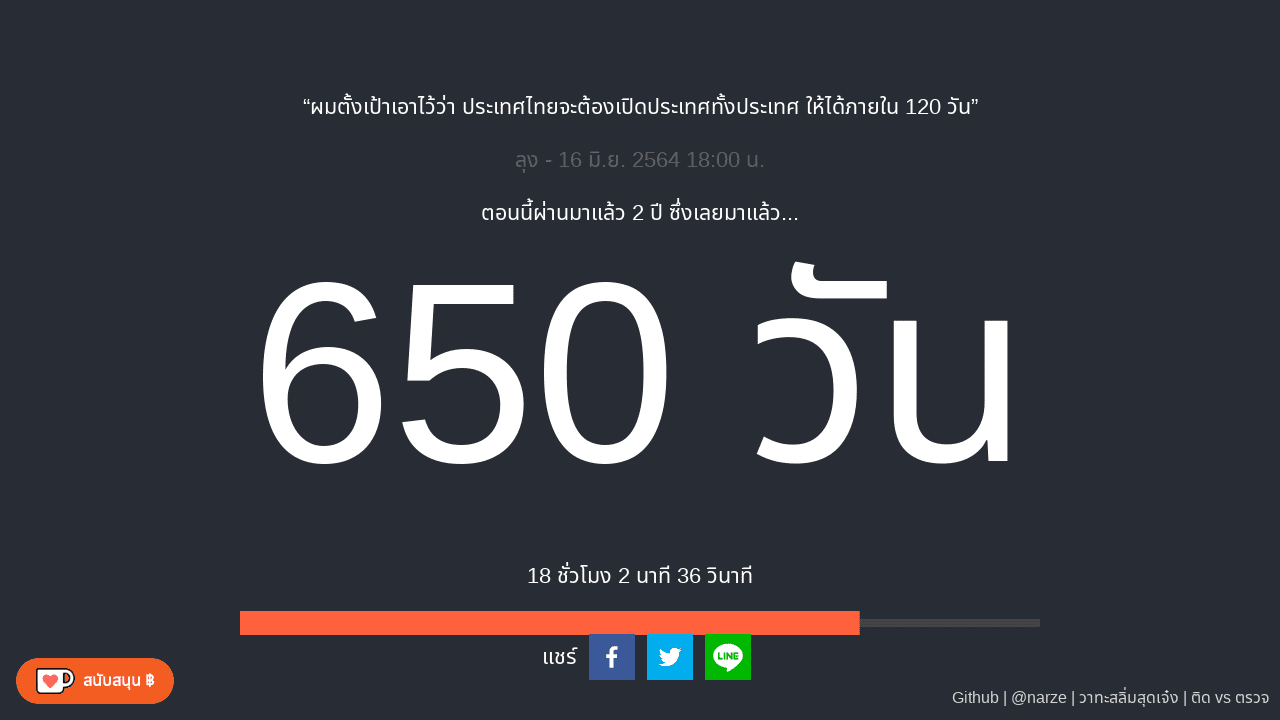 “ผมตั้งเป้าเอาไว้ว่า ประเทศไทยจะต้องเปิดประเทศทั้งประเทศ ให้ได้ภายใน 120 วัน”
ลุง - 16 มิ.ย. 2564 18:00 น.
ตอนนี้ผ่านมาแล้ว 2 ปี ซึ่งเลยมาแล้ว...
650 วัน
18 ชั่วโมง 2 นาที 36 วินาที
แชร์
LINE
สนับสนุน ฿
Github | @narze | วาทะสลิ่มสุดเจ๋ง | ติด vs ตรวจ